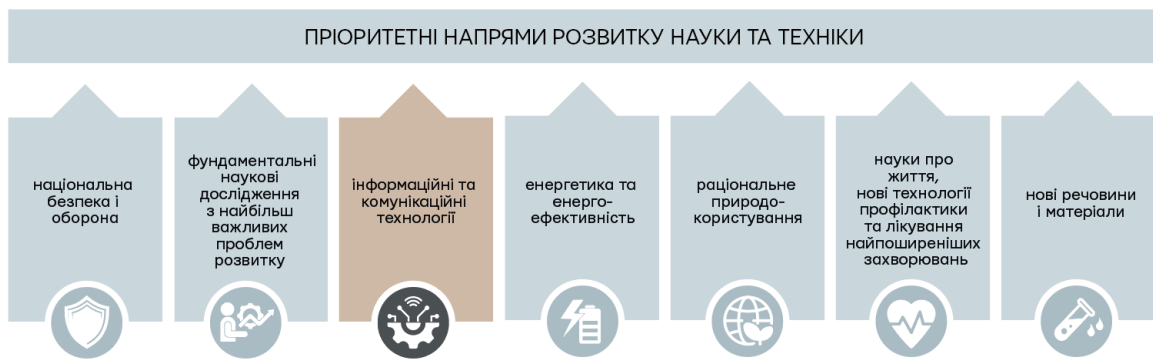 ПРІОРИТЕТНІ НАПРЯМИ РОЗВИТКУ НАУКИ ТА ТЕХНІКИ
національна
безпека і
оборона
фундаментальні
наукові
дослідження
з найбільш
важливих
проблем
розвитку
інформаційні та
комунікаційні
технології
енергетика та
енерго-
ефективність
раціональне
природо-
користування
науки про
життя,
нові технології
профілактики
та лікування
найпоширеніших
захворювань
нові речовини
і матеріали